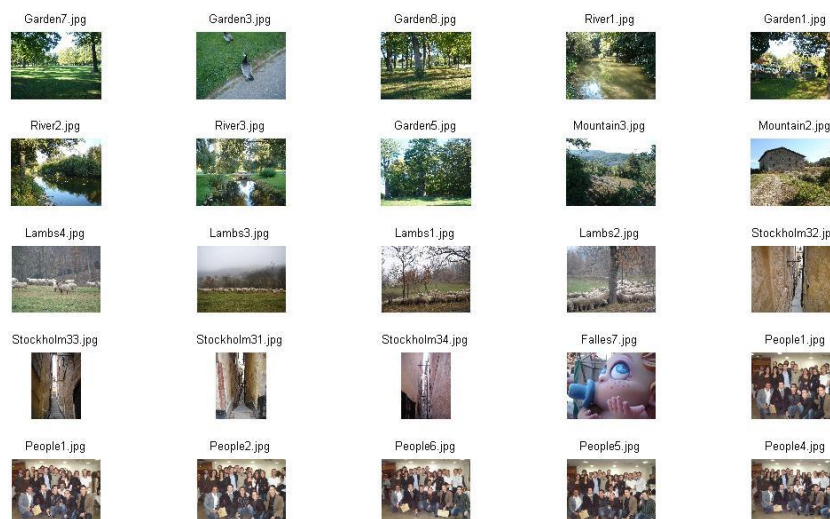 Garden7.jpg
Garden3.jpg
Garden8.jpg
River1.jpg
Garden1.jpg
River2.jpg
River3.jpg
Garden5.jpg
Mountain3.jpg
Mountain2.jpg
Lambs4.jpg
Lambs3.jpg
Lambs1.jpg
Lambs2.jpg
Stockholm32.jp
Stockholm33.jpg
Stockholm31.jpg
Stockholm34.jpg
Falles7.jpg
People1.jpg
People1.jpg
People2.jpg
People6.jpg
People5.jpg
People4.jpg